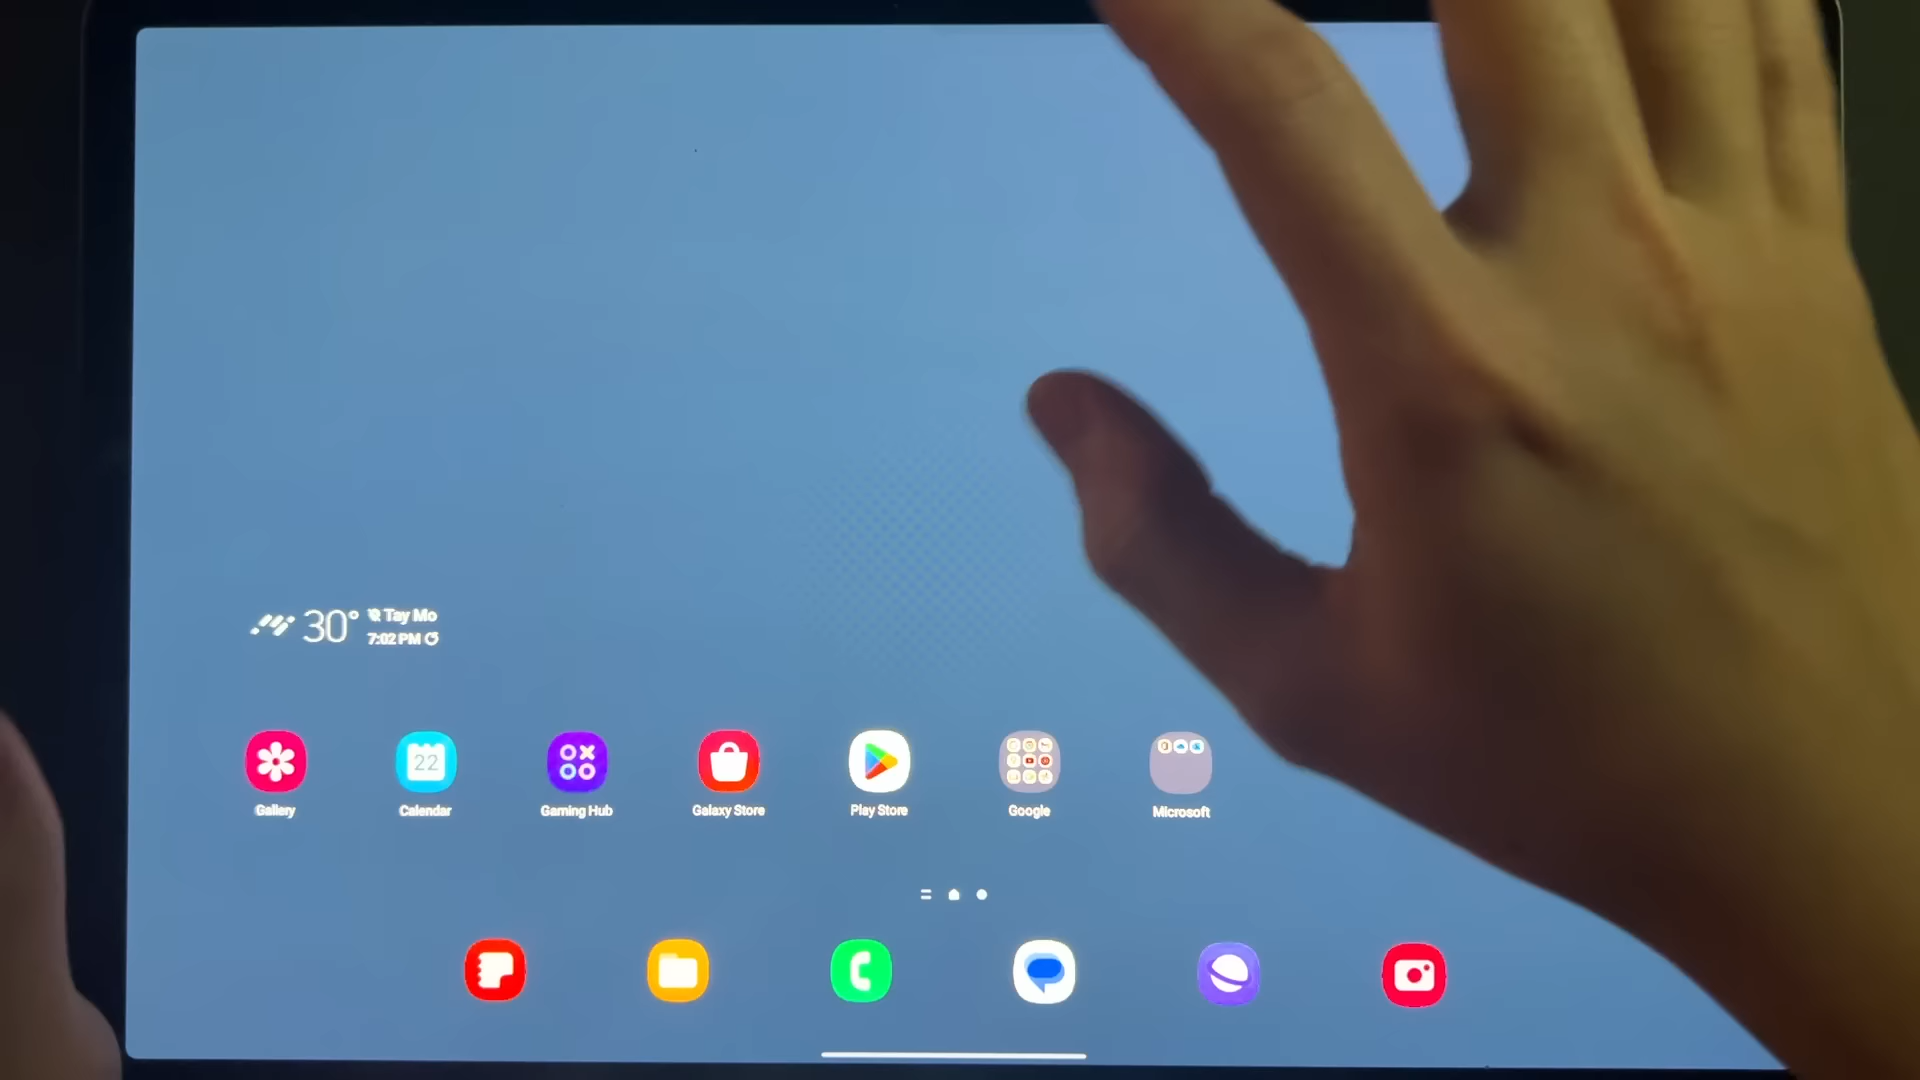 30°
Tay Mo
7:02 PM
22
Gallery
Calendar
Gaming Hub
Galaxy Store
Play Store
Google
Microsoft